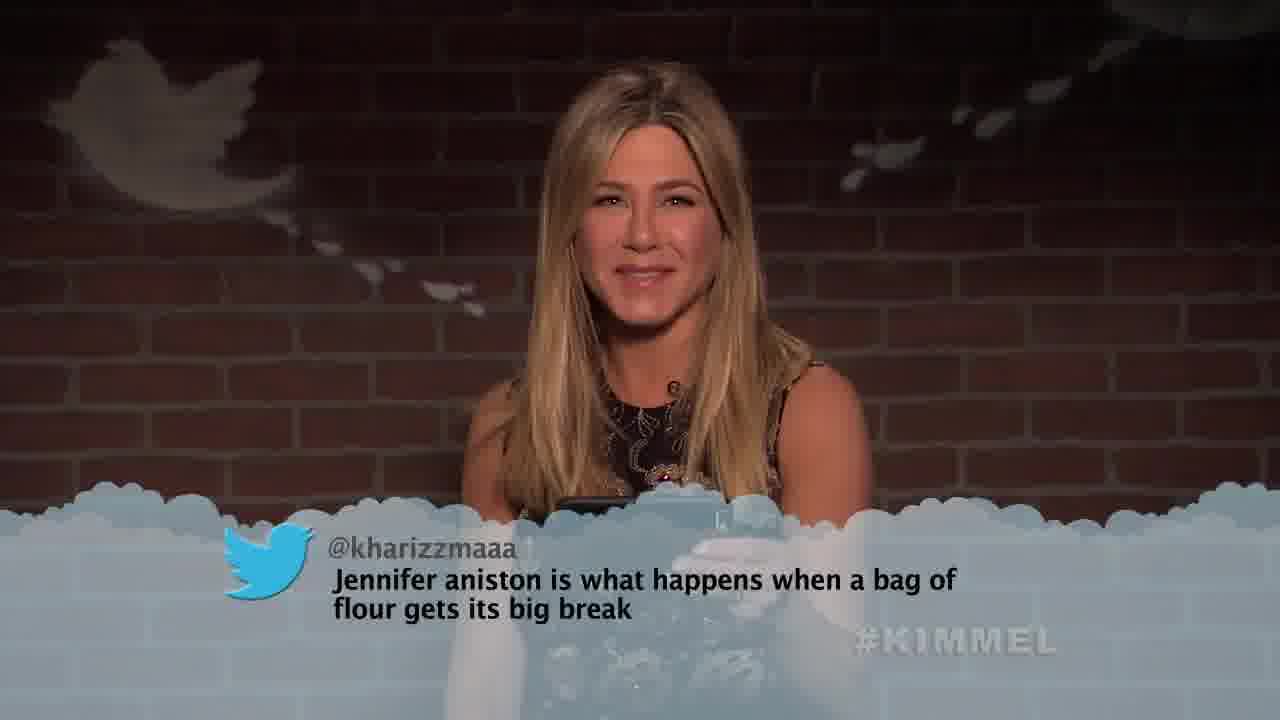 @kharizzmaaa
Jennifer aniston is what happens when a bag of
flour gets its big break
#KIMMEL